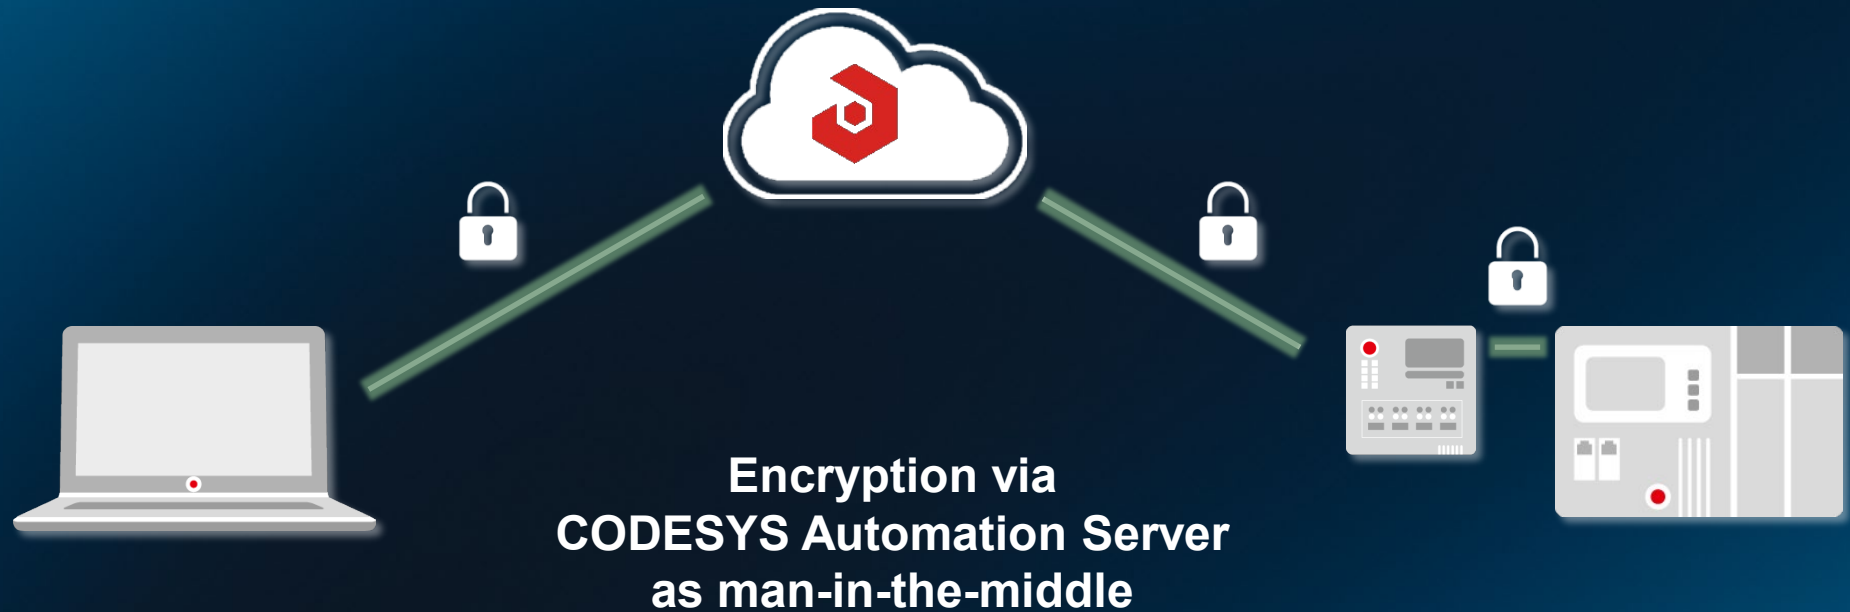 Encryption via
CODESYS Automation Server
as man-in-the-middle